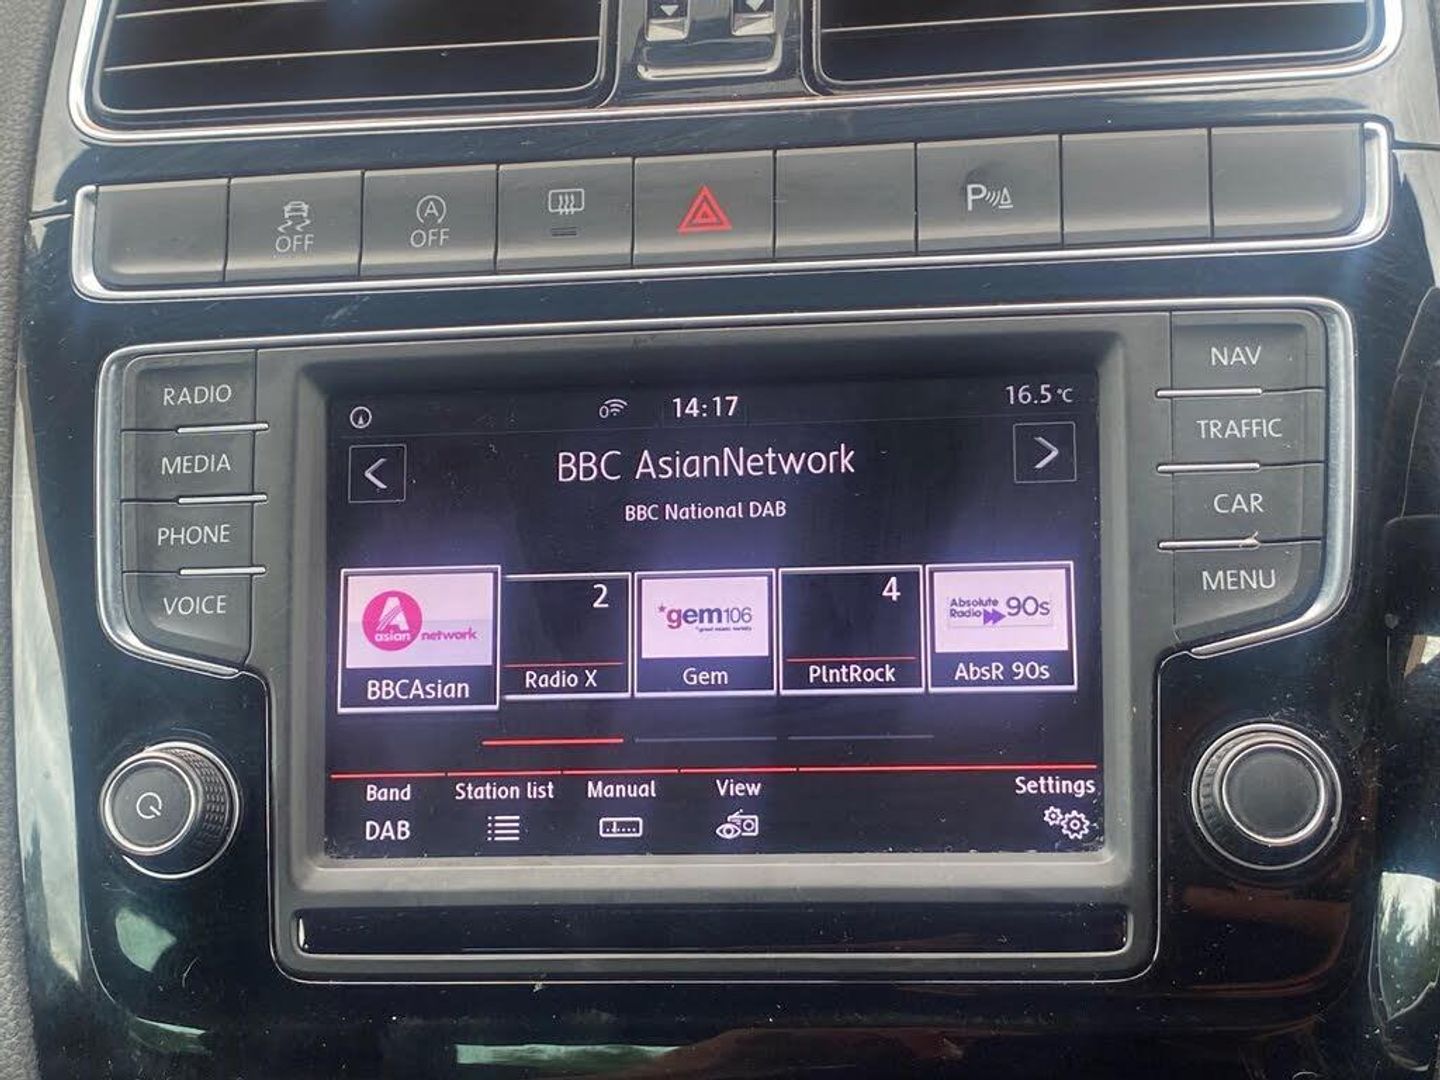 OFF
A
OFF
P
RADIO
MEDIA
PHONE
VOICE
NAV
TRAFFIC
CAR
MENU
0
14:17
16.5°C
BBC AsianNetwork
BBC National DAB
A
asian network
BBCAsian
2
Radio X
*gem106
Gem
4
PlntRock
Absolute
Radio 90s
AbsR 90s
Band
DAB
Station list
Manual
View
Settings